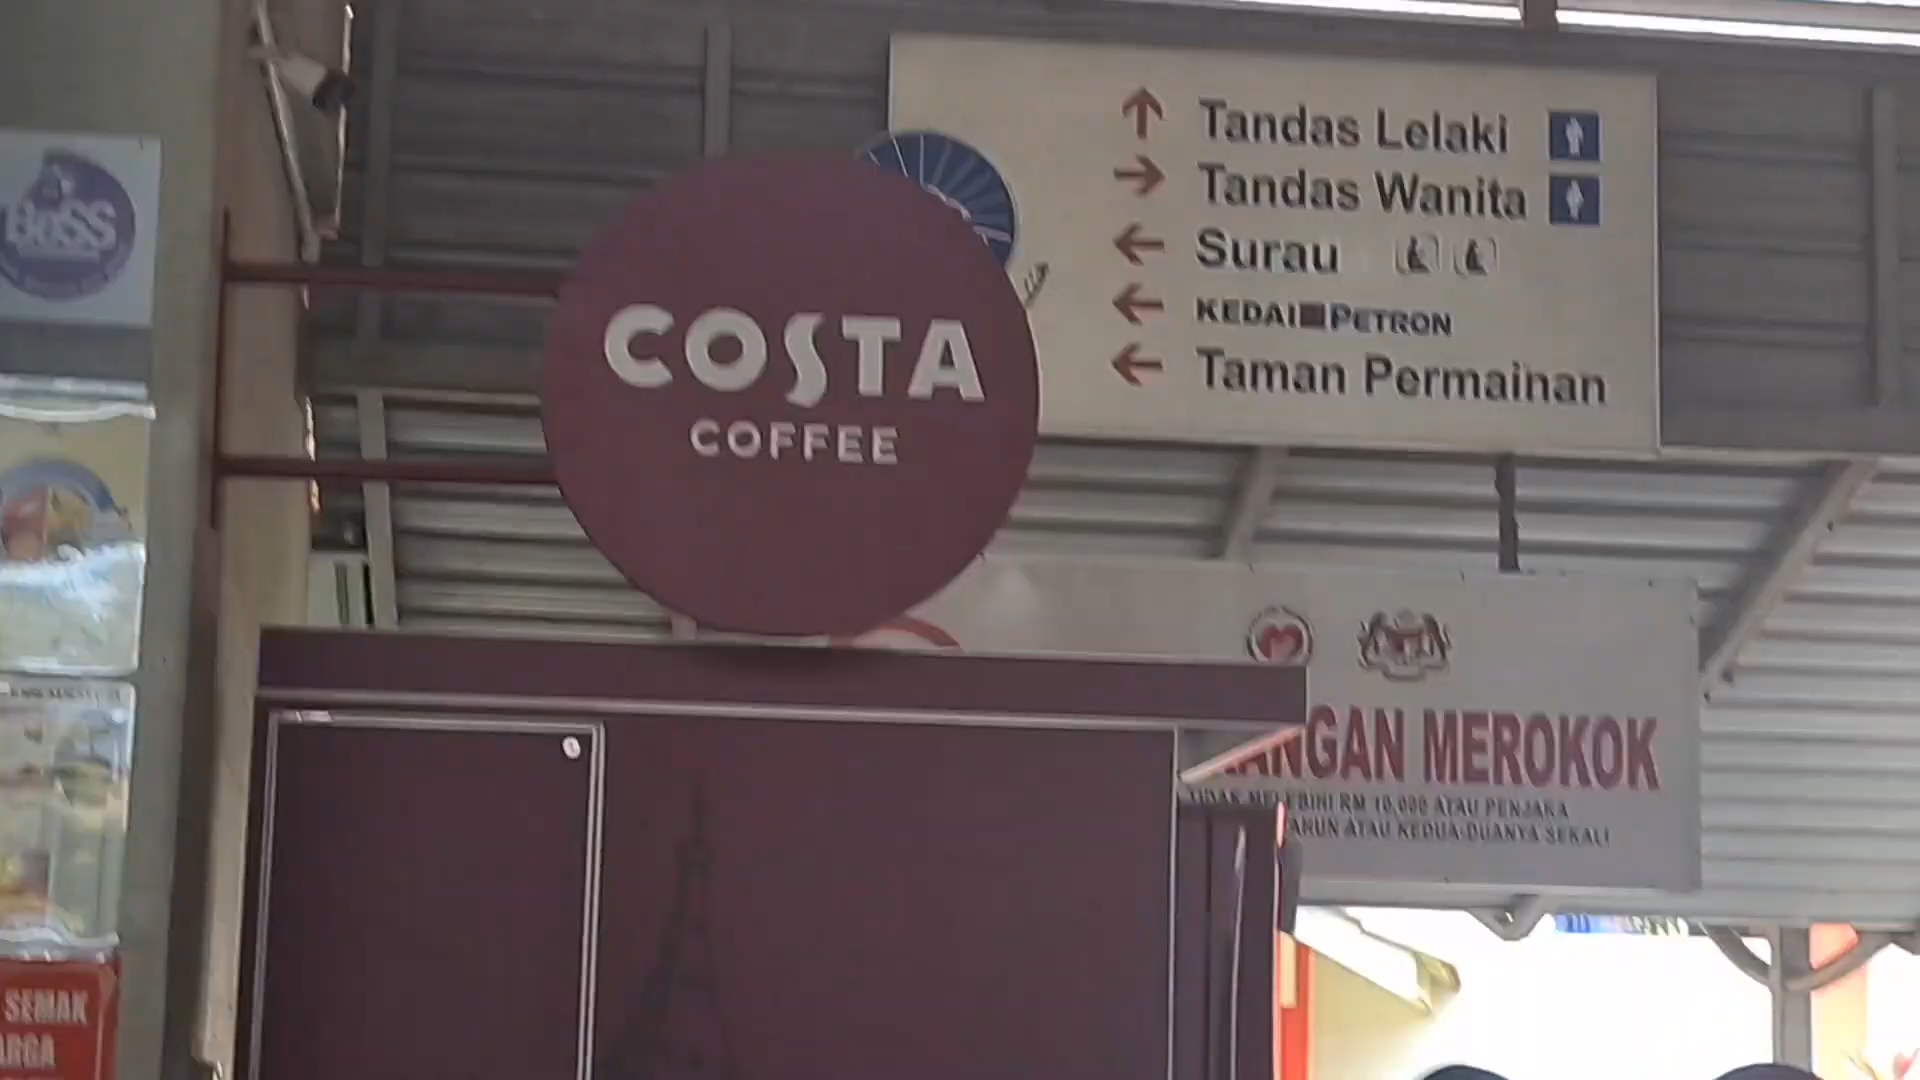 BoSS
COSTA
COFFEE
Tandas Lelaki
Tandas Wanita
Surau
KEDAI PETRON
Taman Permainan
ANGAN MEROKOK
TIDAK MELEBIHI RM 10,000 ATAU PENJARA
AHUN ATAU KEDUA-DUANYA SEKALI
SEMAK
ARGA